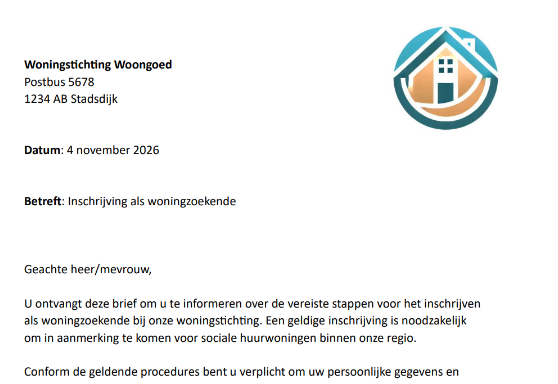 Woningstichting Woongoed
Postbus 5678
1234 AB Stadsdijk
Datum: 4 november 2026
Betreft: Inschrijving als woningzoekende
Geachte heer/mevrouw,
U ontvangt deze brief om u te informeren over de vereiste stappen voor het inschrijven
als woningzoekende bij onze woningstichting. Een geldige inschrijving is noodzakelijk
om in aanmerking te komen voor sociale huurwoningen binnen onze regio.
Conform de geldende procedures bent u verplicht om uw persoonlijke gegevens en